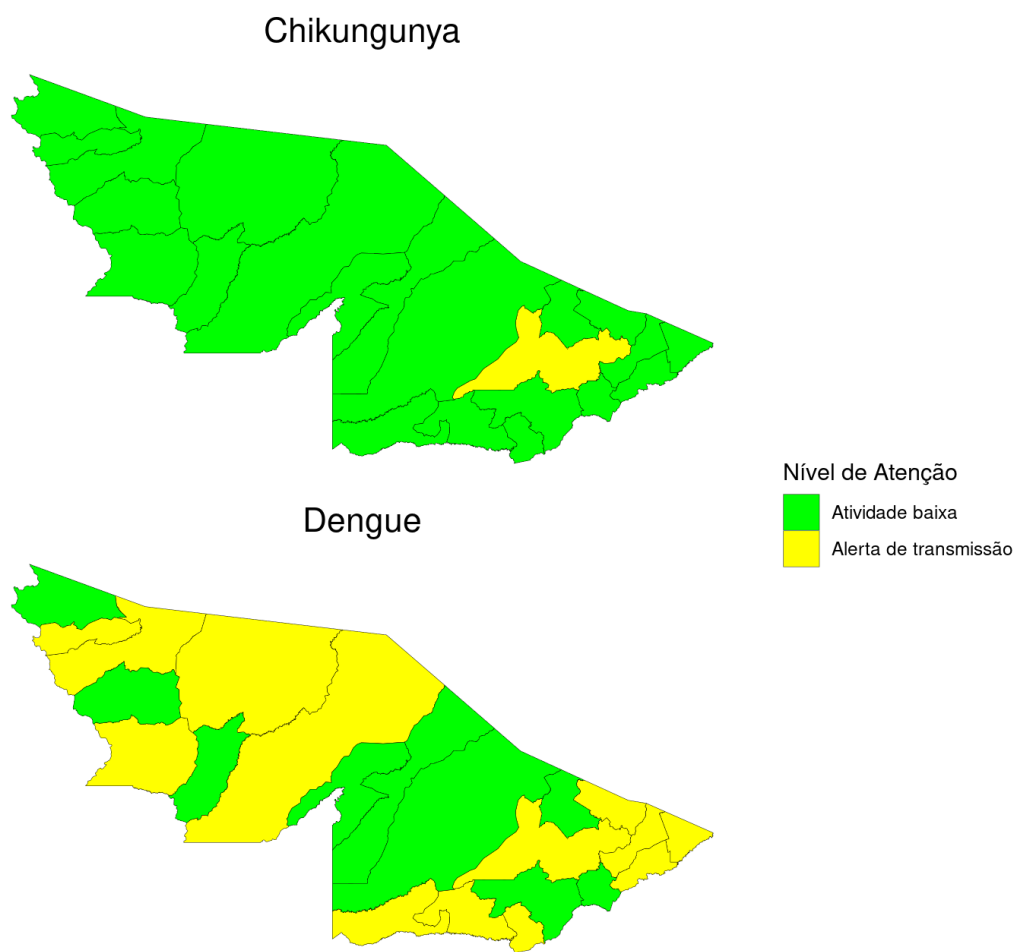 Chikungunya
Dengue
Nível de Atenção
Atividade baixa
Alerta de transmissão